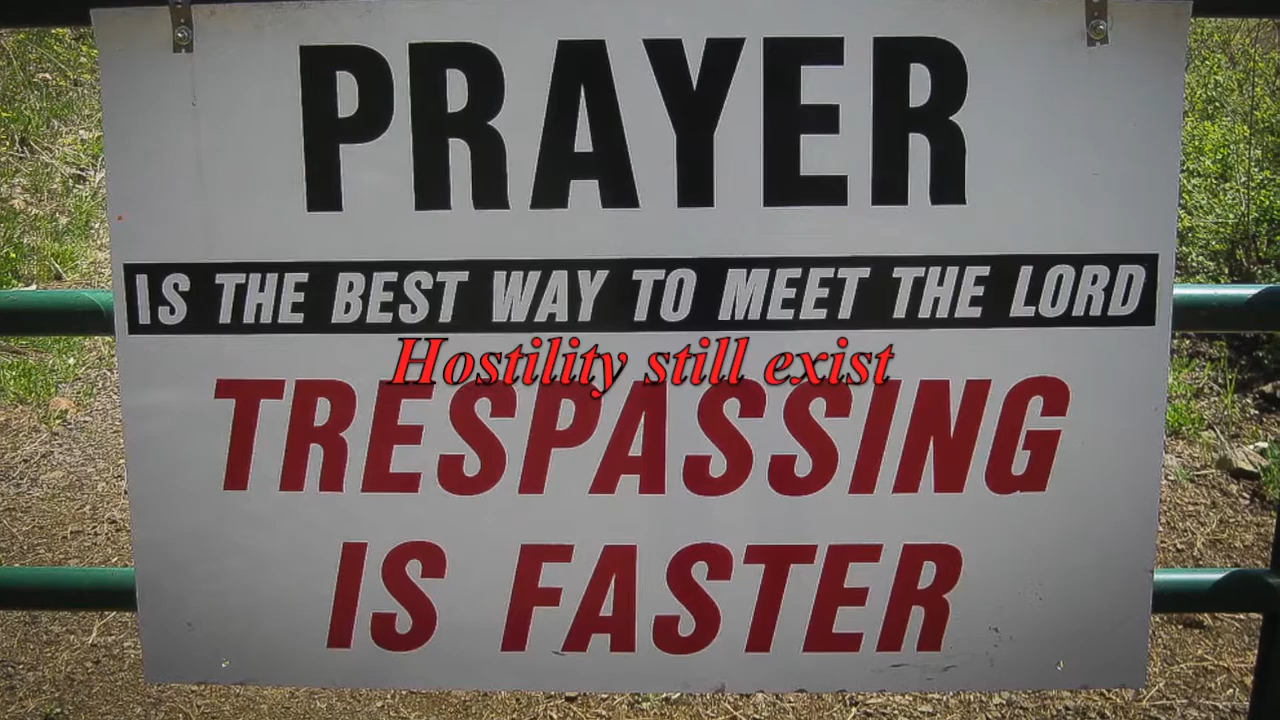 PRAYER
IS THE BEST WAY TO MEET THE LORD
Hostility still exist
TRESPASSING
IS FASTER